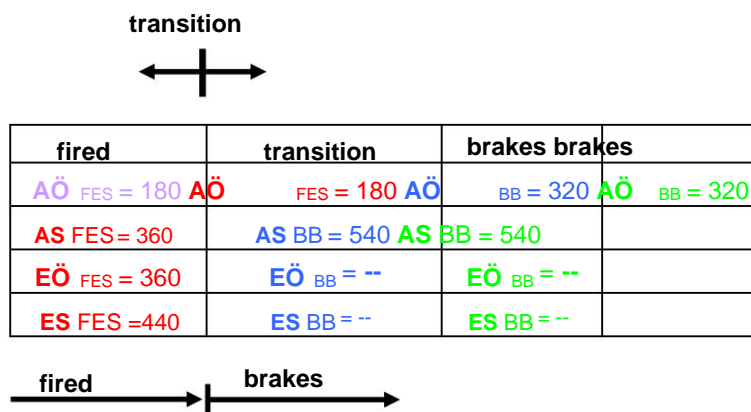 transition
fired transition brakes brakes
AÖ FES = 180 AÖ FES = 180 AÖ BB = 320 AÖ BB = 320
AS FES = 360 AS BB = 540 AS BB = 540
EÖ FES = 360 EÖ BB = -- EÖ BB = --
ES FES =440 ES BB = -- ES BB = --
fired brakes